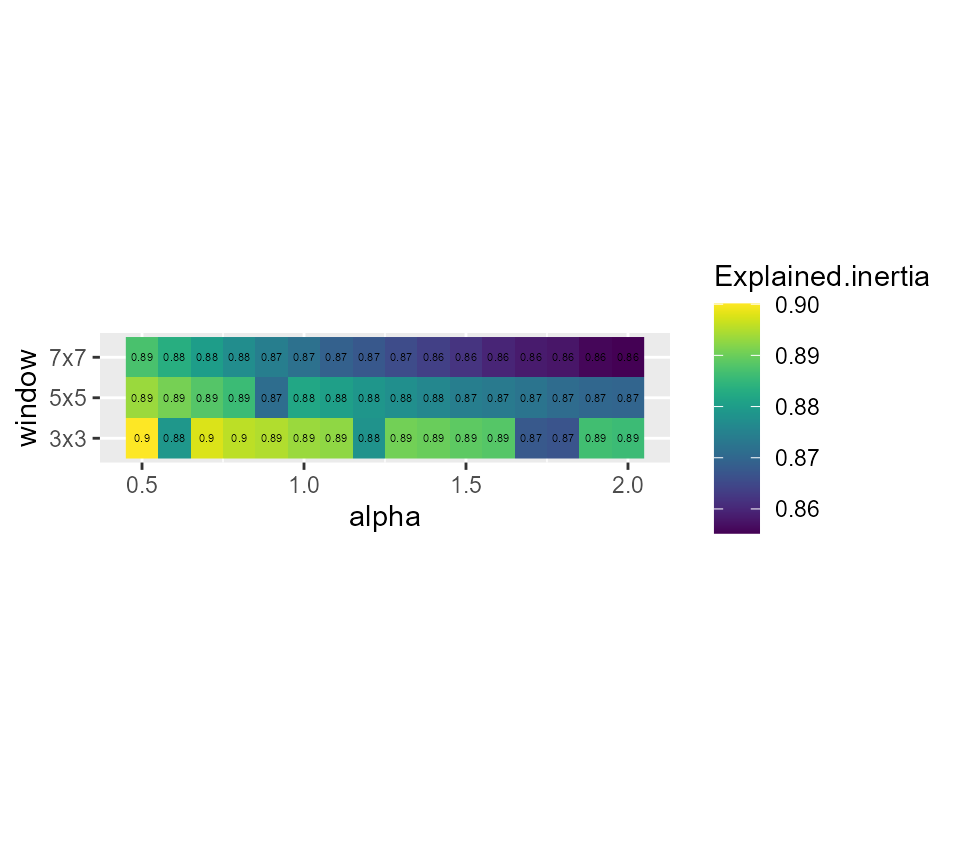 Explained.inertia
0.90
0.89
0.88
0.87
0.86
window
7x7 0.89 0.88 0.88 0.88 0.87 0.87 0.87 0.87 0.87 0.86 0.86 0.86 0.86 0.86 0.86 0.86
5x5 0.89 0.89 0.89 0.89 0.87 0.88 0.88 0.88 0.88 0.88 0.87 0.87 0.87 0.87 0.87 0.87
3x3 0.9 0.88 0.9 0.9 0.89 0.89 0.89 0.88 0.89 0.89 0.89 0.89 0.87 0.87 0.89 0.89
0.5 1.0 1.5 2.0
alpha